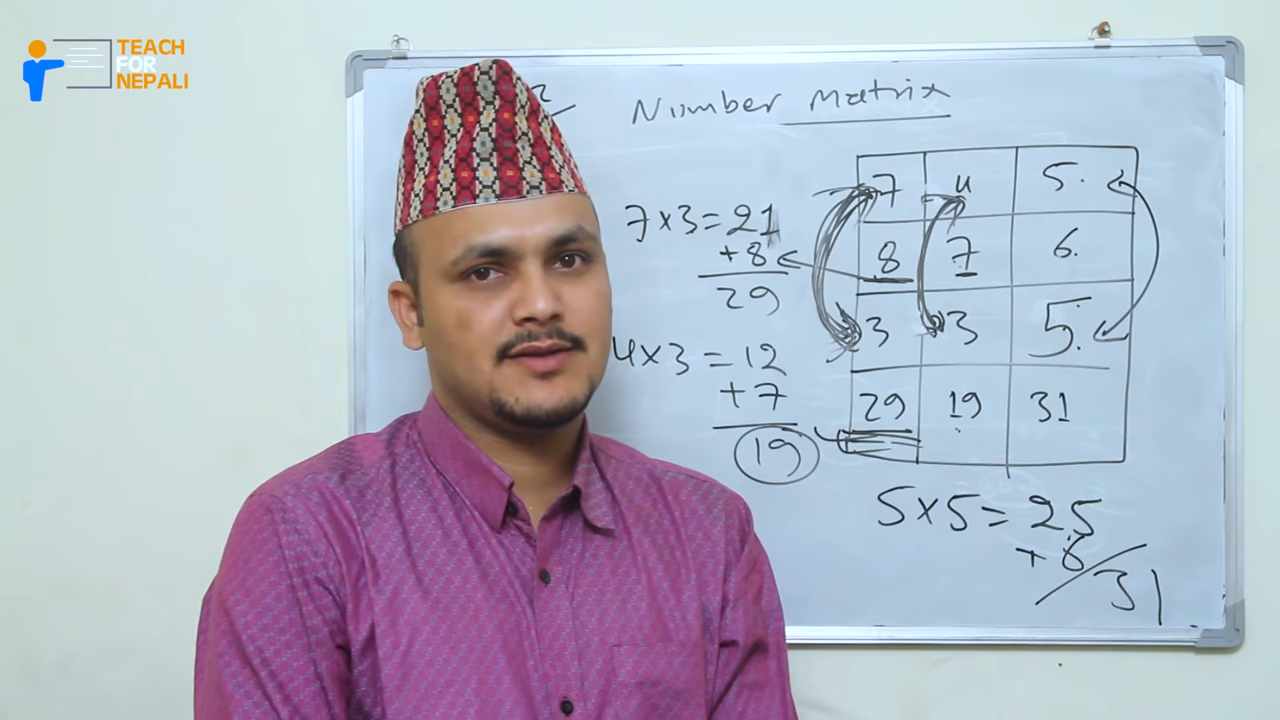 TEACH
FOR
NEPALI
2
Number Matrix
7 4 5.
8 7 6.
3 3 5.
29 19 31
7×3=21
+8
29
4×3=12
+7
19
5×5=25
+6
31